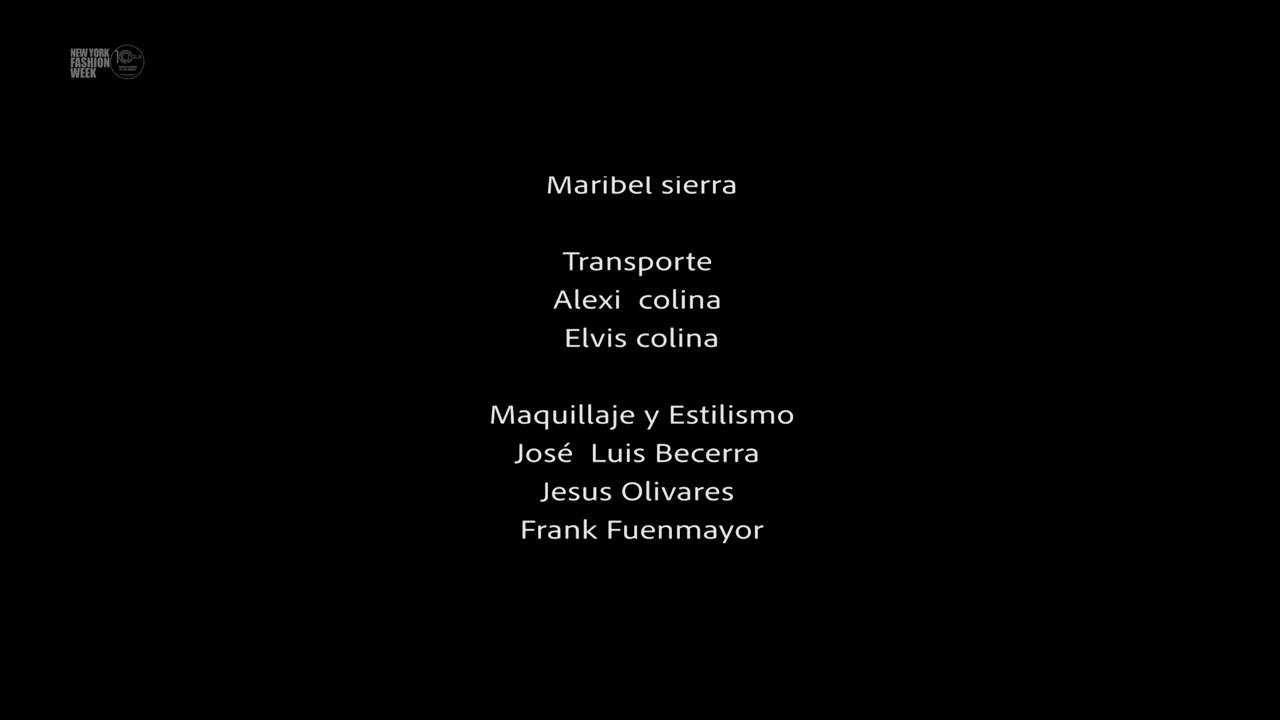 NEW YORK
FASHION
WEEK
Maribel sierra
Transporte
Alexi  colina
Elvis colina
Maquillaje y Estilismo
José  Luis Becerra
Jesus Olivares
Frank Fuenmayor